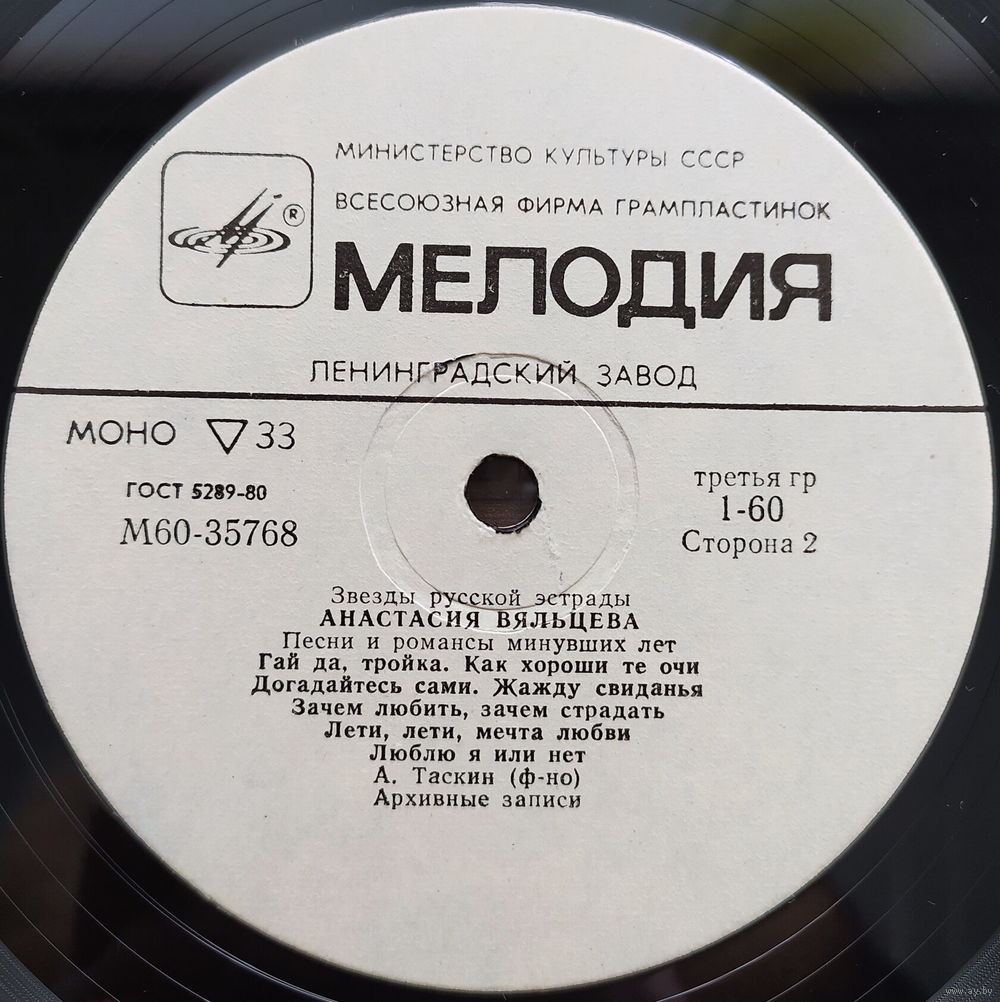 МИНИСТЕРСТВО КУЛЬТУРЫ СССР
ВСЕСОЮЗНАЯ ФИРМА ГРАМПЛАСТИНОК
®
МЕЛОДИЯ
ЛЕНИНГРАДСКИЙ ЗАВОД
МОНО ▽ 33
ГОСТ 5289-80
М60-35768
третья гр
1-60
Сторона 2
Звезды русской эстрады
АНАСТАСИЯ ВЯЛЬЦЕВА
Песни и романсы минувших лет
Гай да, тройка. Как хороши те очи
Догадайтесь сами. Жажду свиданья
Зачем любить, зачем страдать
Лети, лети, мечта любви
Люблю я или нет
А. Таскин (ф-но)
Архивные записи
www.ay.by